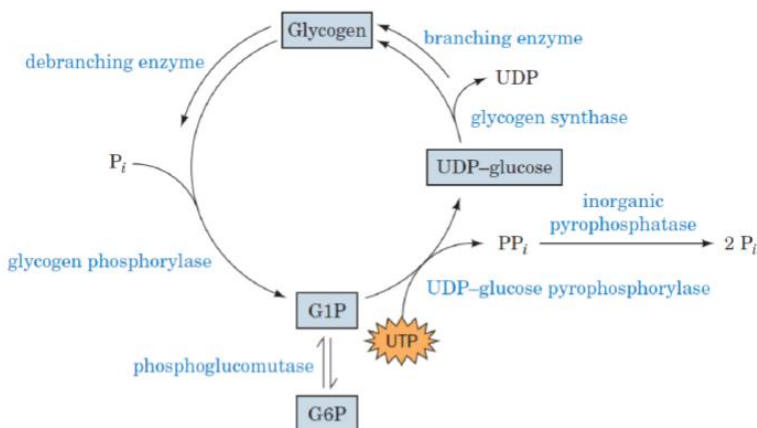 Glycogen
branching enzyme
debranching enzyme
UDP
glycogen synthase
P𝑖
UDP–glucose
inorganic
pyrophosphatase
PP𝑖
2 P𝑖
glycogen phosphorylase
UDP–glucose pyrophosphorylase
G1P
UTP
phosphoglucomutase
G6P